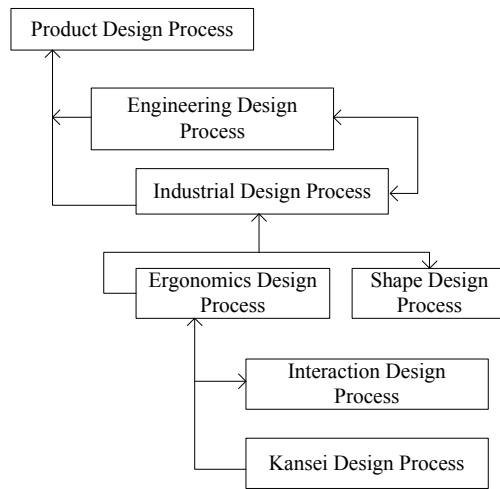 Product Design Process
Engineering Design
Process
Industrial Design Process
Ergonomics Design
Process
Shape Design
Process
Interaction Design
Process
Kansei Design Process